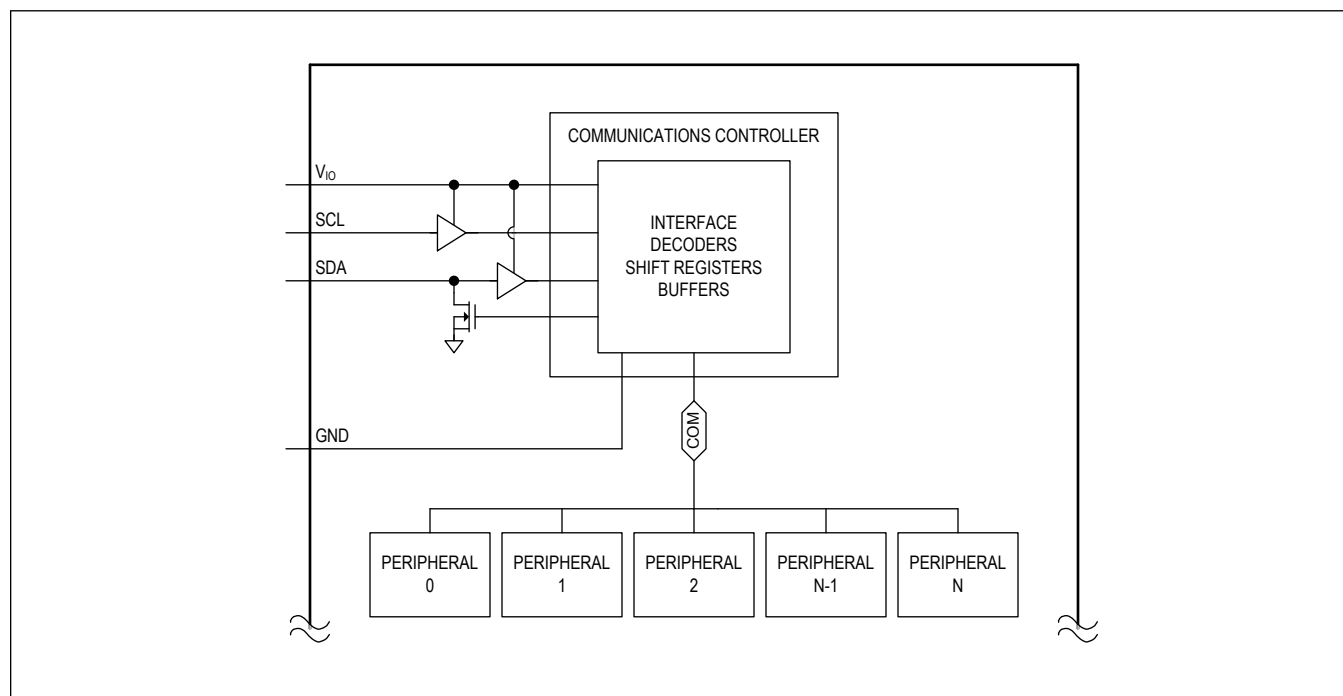 COMMUNICATIONS CONTROLLER
VIO
SCL
SDA
GND
INTERFACE
DECODERS
SHIFT REGISTERS
BUFFERS
COM
PERIPHERAL
0
PERIPHERAL
1
PERIPHERAL
2
PERIPHERAL
N-1
PERIPHERAL
N